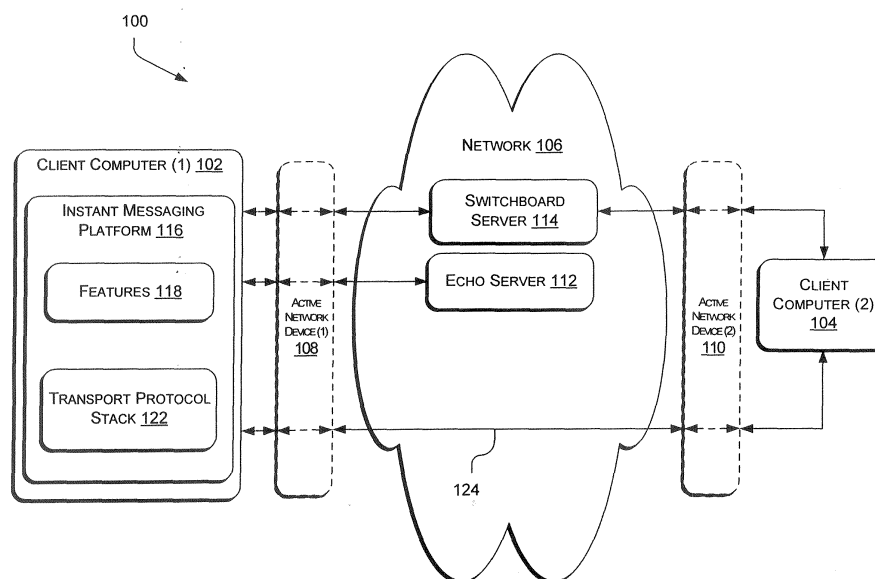 100
CLIENT COMPUTER (1) 102
INSTANT MESSAGING
PLATFORM 116
FEATURES 118
TRANSPORT PROTOCOL
STACK 122
ACTIVE
NETWORK
DEVICE (1)
108
NETWORK 106
SWITCHBOARD
SERVER
114
ECHO SERVER 112
124
ACTIVE
NETWORK
DEVICE (2)
110
CLIENT
COMPUTER (2)
104